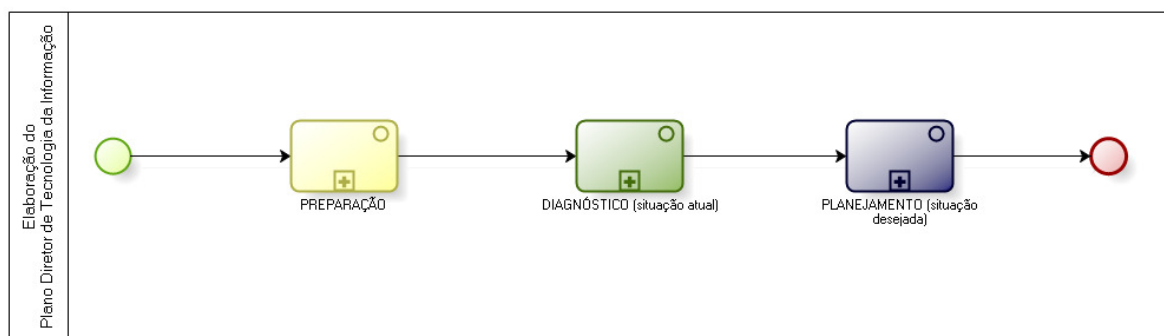 Elaboração do
Plano Diretor de Tecnologia da Informação
PREPARAÇÃO
DIAGNÓSTICO (situação atual)
PLANEJAMENTO (situação
desejada)